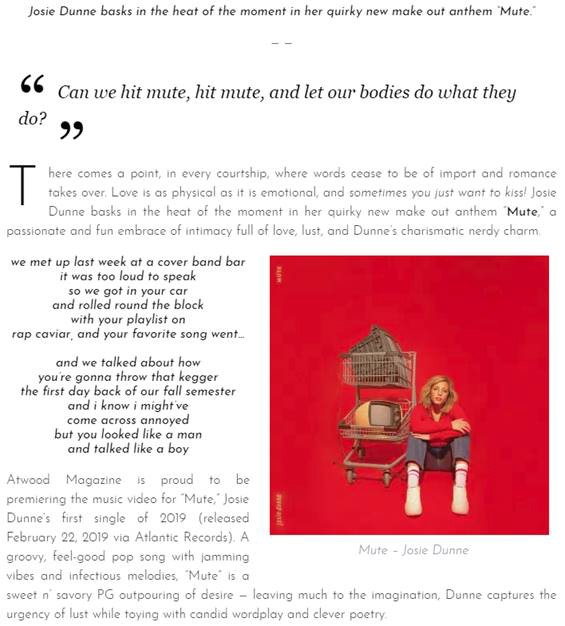 Josie Dunne basks in the heat of the moment in her quirky new make out anthem “Mute.”
— —
“ Can we hit mute, hit mute, and let our bodies do what they
do? ”
There comes a point, in every courtship, where words cease to be of import and romance
takes over. Love is as physical as it is emotional, and sometimes you just want to kiss! Josie
Dunne basks in the heat of the moment in her quirky new make out anthem “Mute,” a
passionate and fun embrace of intimacy full of love, lust, and Dunne’s charismatic nerdy charm.
we met up last week at a cover band bar
it was too loud to speak
so we got in your car
and rolled round the block
with your playlist on
rap caviar, and your favorite song went…
and we talked about how
you’re gonna throw that kegger
the first day back of our fall semester
and i know i might’ve
come across annoyed
but you looked like a man
and talked like a boy
mute
josie dunne
Mute – Josie Dunne
Atwood Magazine is proud to be
premiering the music video for “Mute,” Josie
Dunne’s first single of 2019 (released
February 22, 2019 via Atlantic Records). A
groovy, feel-good pop song with jamming
vibes and infectious melodies, “Mute” is a
sweet n’ savory PG outpouring of desire — leaving much to the imagination, Dunne captures the
urgency of lust while toying with candid wordplay and clever poetry.